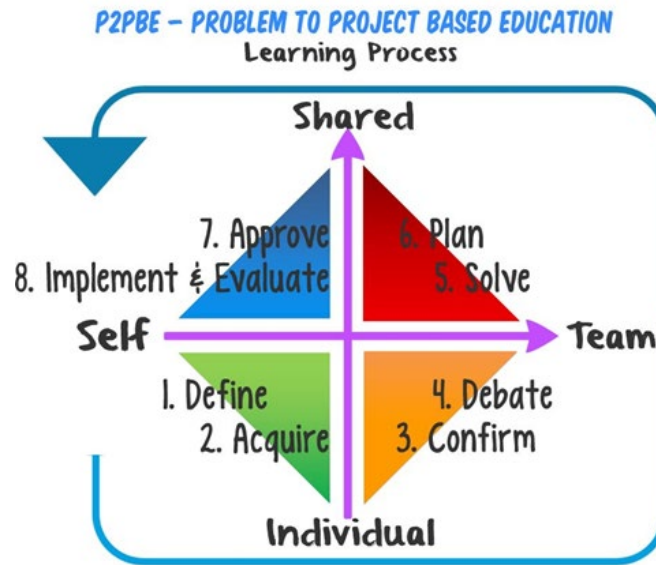 P2PBE – PROBLEM TO PROJECT BASED EDUCATION
Learning Process
Shared
7. Approve
6. Plan
8. Implement & Evaluate
5. Solve
Self
Team
1. Define
4. Debate
2. Acquire
3. Confirm
Individual